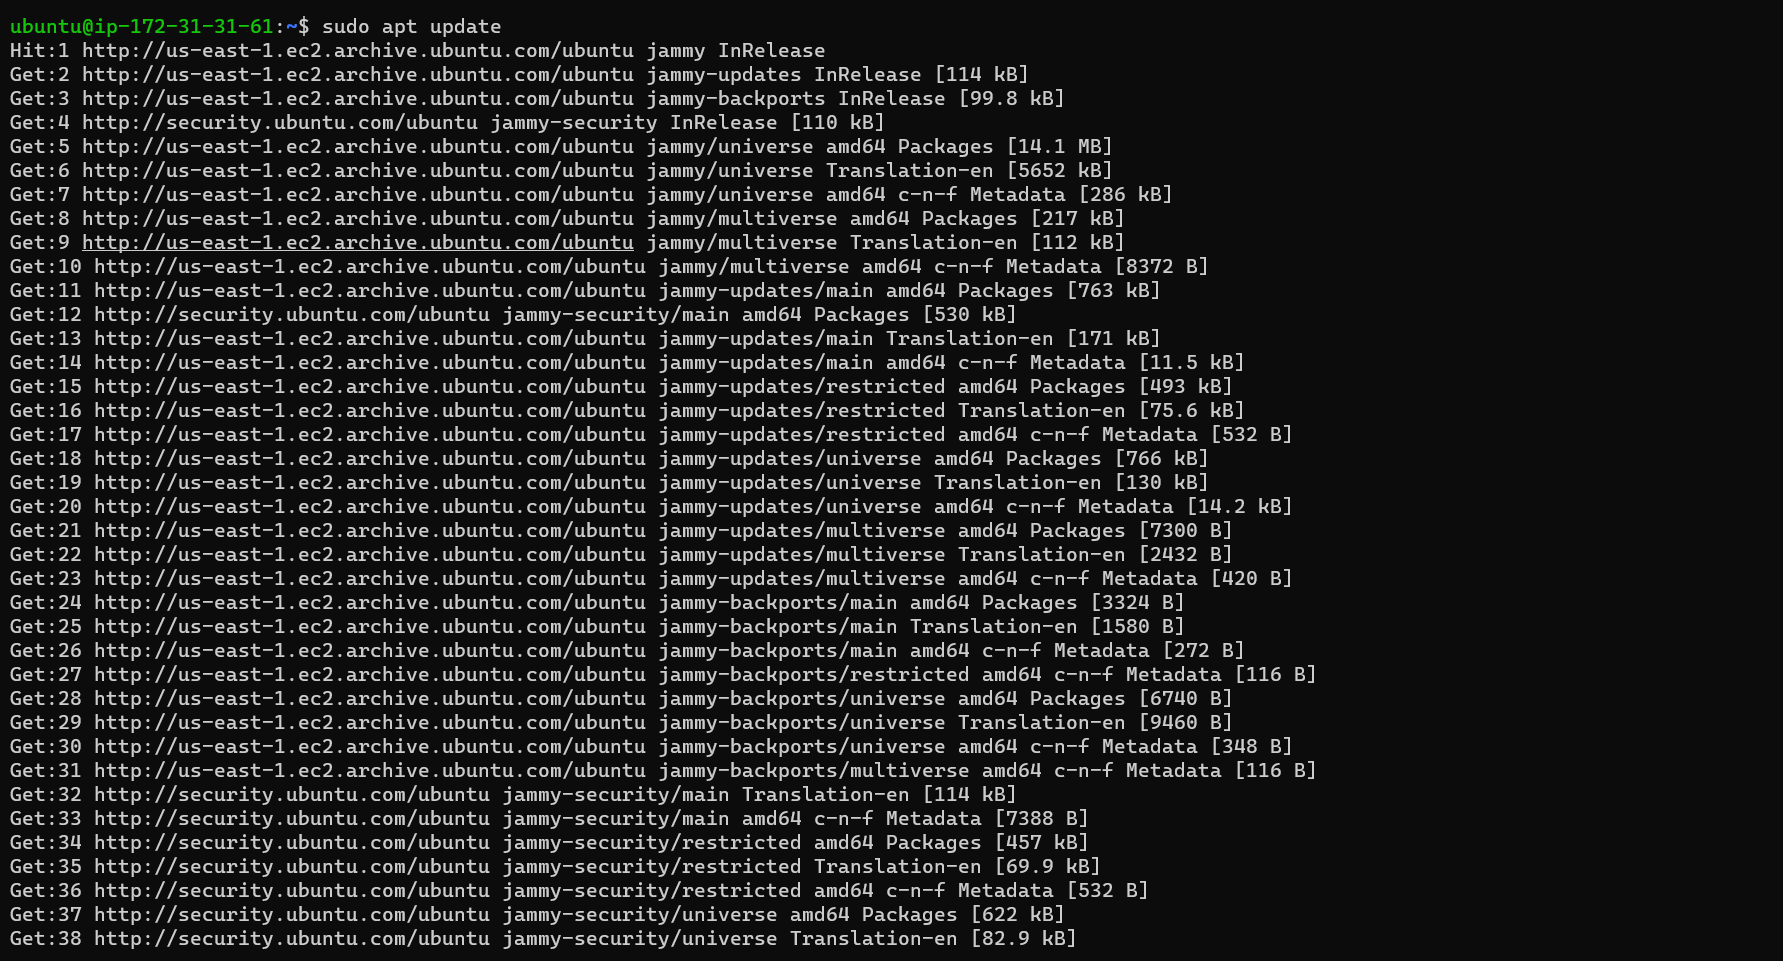 ubuntu@ip-172-31-31-61:~$ sudo apt update
Hit:1 http://us-east-1.ec2.archive.ubuntu.com/ubuntu jammy InRelease
Get:2 http://us-east-1.ec2.archive.ubuntu.com/ubuntu jammy-updates InRelease [114 kB]
Get:3 http://us-east-1.ec2.archive.ubuntu.com/ubuntu jammy-backports InRelease [99.8 kB]
Get:4 http://security.ubuntu.com/ubuntu jammy-security InRelease [110 kB]
Get:5 http://us-east-1.ec2.archive.ubuntu.com/ubuntu jammy/universe amd64 Packages [14.1 MB]
Get:6 http://us-east-1.ec2.archive.ubuntu.com/ubuntu jammy/universe Translation-en [5652 kB]
Get:7 http://us-east-1.ec2.archive.ubuntu.com/ubuntu jammy/universe amd64 c-n-f Metadata [286 kB]
Get:8 http://us-east-1.ec2.archive.ubuntu.com/ubuntu jammy/multiverse amd64 Packages [217 kB]
Get:9 http://us-east-1.ec2.archive.ubuntu.com/ubuntu jammy/multiverse Translation-en [112 kB]
Get:10 http://us-east-1.ec2.archive.ubuntu.com/ubuntu jammy/multiverse amd64 c-n-f Metadata [8372 B]
Get:11 http://us-east-1.ec2.archive.ubuntu.com/ubuntu jammy-updates/main amd64 Packages [763 kB]
Get:12 http://security.ubuntu.com/ubuntu jammy-security/main amd64 Packages [530 kB]
Get:13 http://us-east-1.ec2.archive.ubuntu.com/ubuntu jammy-updates/main Translation-en [171 kB]
Get:14 http://us-east-1.ec2.archive.ubuntu.com/ubuntu jammy-updates/main amd64 c-n-f Metadata [11.5 kB]
Get:15 http://us-east-1.ec2.archive.ubuntu.com/ubuntu jammy-updates/restricted amd64 Packages [493 kB]
Get:16 http://us-east-1.ec2.archive.ubuntu.com/ubuntu jammy-updates/restricted Translation-en [75.6 kB]
Get:17 http://us-east-1.ec2.archive.ubuntu.com/ubuntu jammy-updates/restricted amd64 c-n-f Metadata [532 B]
Get:18 http://us-east-1.ec2.archive.ubuntu.com/ubuntu jammy-updates/universe amd64 Packages [766 kB]
Get:19 http://us-east-1.ec2.archive.ubuntu.com/ubuntu jammy-updates/universe Translation-en [130 kB]
Get:20 http://us-east-1.ec2.archive.ubuntu.com/ubuntu jammy-updates/universe amd64 c-n-f Metadata [14.2 kB]
Get:21 http://us-east-1.ec2.archive.ubuntu.com/ubuntu jammy-updates/multiverse amd64 Packages [7300 B]
Get:22 http://us-east-1.ec2.archive.ubuntu.com/ubuntu jammy-updates/multiverse Translation-en [2432 B]
Get:23 http://us-east-1.ec2.archive.ubuntu.com/ubuntu jammy-updates/multiverse amd64 c-n-f Metadata [420 B]
Get:24 http://us-east-1.ec2.archive.ubuntu.com/ubuntu jammy-backports/main amd64 Packages [3324 B]
Get:25 http://us-east-1.ec2.archive.ubuntu.com/ubuntu jammy-backports/main Translation-en [1580 B]
Get:26 http://us-east-1.ec2.archive.ubuntu.com/ubuntu jammy-backports/main amd64 c-n-f Metadata [272 B]
Get:27 http://us-east-1.ec2.archive.ubuntu.com/ubuntu jammy-backports/restricted amd64 c-n-f Metadata [116 B]
Get:28 http://us-east-1.ec2.archive.ubuntu.com/ubuntu jammy-backports/universe amd64 Packages [6740 B]
Get:29 http://us-east-1.ec2.archive.ubuntu.com/ubuntu jammy-backports/universe Translation-en [9460 B]
Get:30 http://us-east-1.ec2.archive.ubuntu.com/ubuntu jammy-backports/universe amd64 c-n-f Metadata [348 B]
Get:31 http://us-east-1.ec2.archive.ubuntu.com/ubuntu jammy-backports/multiverse amd64 c-n-f Metadata [116 B]
Get:32 http://security.ubuntu.com/ubuntu jammy-security/main Translation-en [114 kB]
Get:33 http://security.ubuntu.com/ubuntu jammy-security/main amd64 c-n-f Metadata [7388 B]
Get:34 http://security.ubuntu.com/ubuntu jammy-security/restricted amd64 Packages [457 kB]
Get:35 http://security.ubuntu.com/ubuntu jammy-security/restricted Translation-en [69.9 kB]
Get:36 http://security.ubuntu.com/ubuntu jammy-security/restricted amd64 c-n-f Metadata [532 B]
Get:37 http://security.ubuntu.com/ubuntu jammy-security/universe amd64 Packages [622 kB]
Get:38 http://security.ubuntu.com/ubuntu jammy-security/universe Translation-en [82.9 kB]